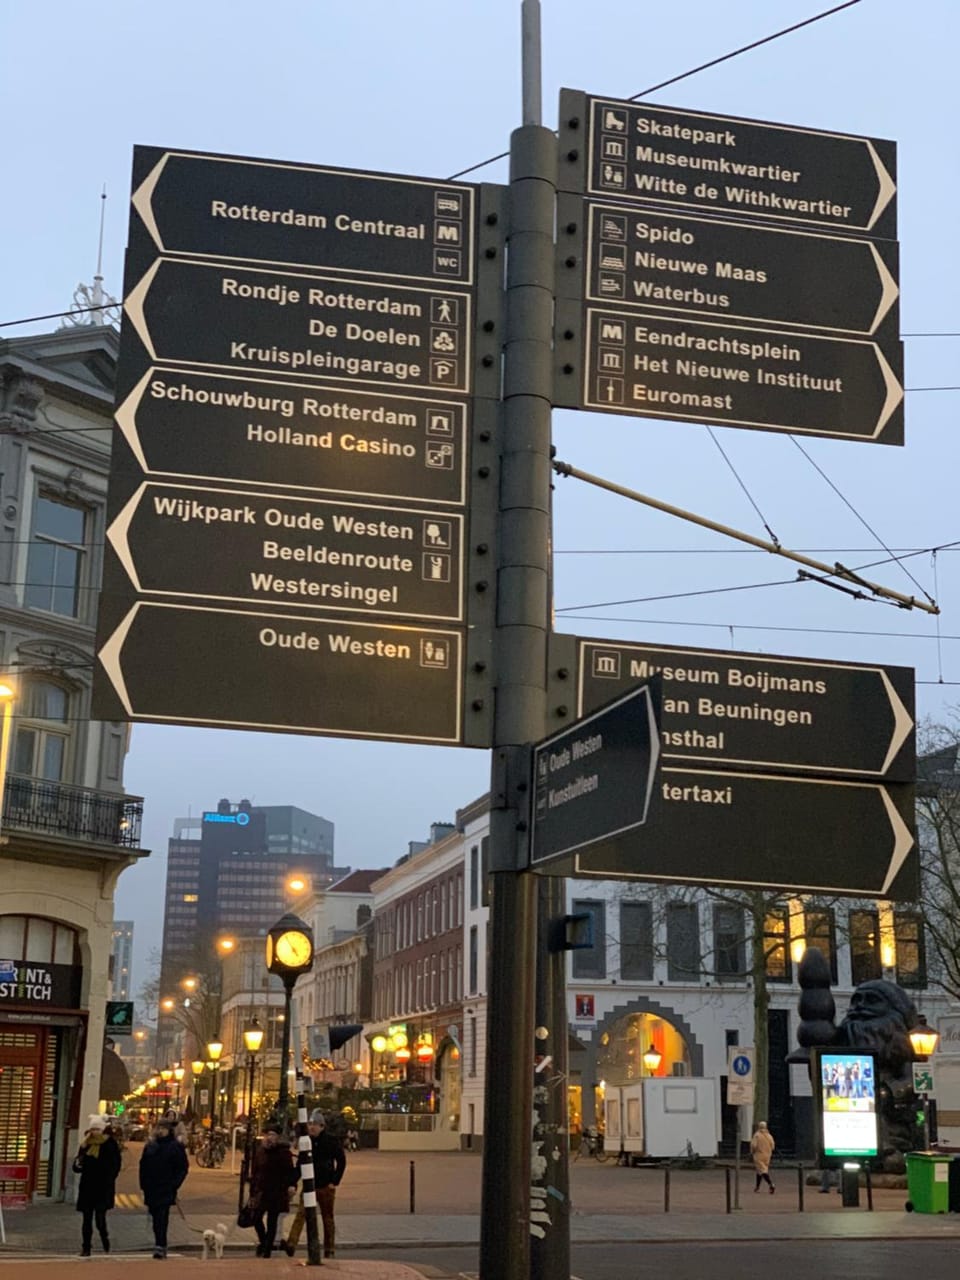 Rotterdam Centraal
M
WC
Rondje Rotterdam
De Doelen
Kruispleingarage
P
Schouwburg Rotterdam
Holland Casino
Wijkpark Oude Westen
Beeldenroute
Westersingel
Oude Westen
Skatepark
Museumkwartier
Witte de Withkwartier
Spido
Nieuwe Maas
Waterbus
M
Eendrachtsplein
Het Nieuwe Instituut
Euromast
Museum Boijmans
an Beuningen
nsthal
tertaxi
Oude Westen
Kunstuitleen
Allianz
PRINT&
STITCH